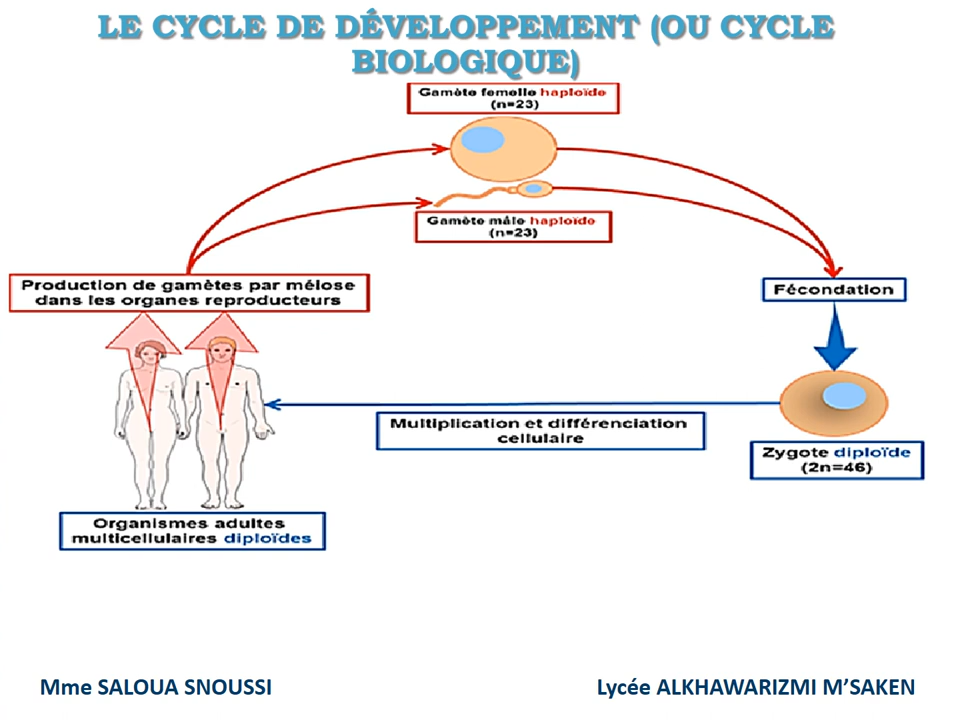 LE CYCLE DE DÉVELOPPEMENT (OU CYCLE
BIOLOGIQUE)
Gamète femelle haploïde
(n=23)
Gamète mâle haploïde
(n=23)
Production de gamètes par méiose
dans les organes reproducteurs
Fécondation
Multiplication et différenciation
cellulaire
Zygote diploïde
(2n=46)
Organismes adultes
multicellulaires diploïdes
Mme SALOUA SNOUSSI
Lycée ALKHAWARIZMI M’SAKEN